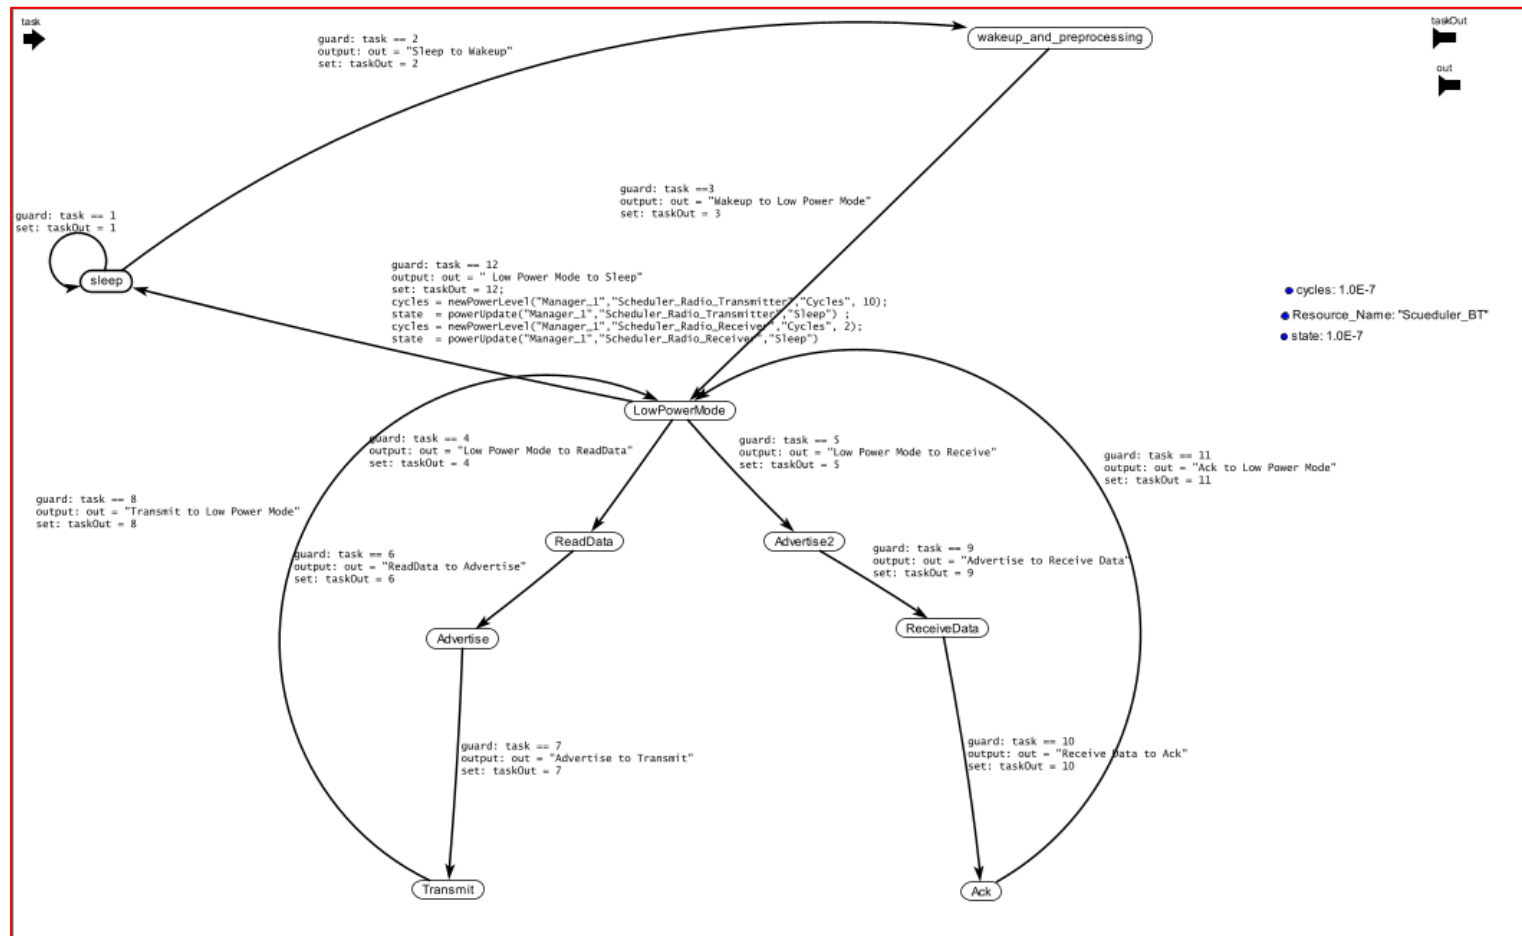 task
taskOut
guard: task == 2
output: out = "Sleep to Wakeup"
set: taskOut = 2
wakeup_and_preprocessing
out
guard: task ==3
output: out = "Wakeup to Low Power Mode"
set: taskOut = 3
guard: task == 1
set: taskOut = 1
sleep
guard: task == 12
output: out = " Low Power Mode to Sleep"
set: taskOut = 12;
cycles = newPowerLevel("Manager_1","Scheduler_Radio_Transmitter","Cycles", 10);
state  = powerUpdate("Manager_1","Scheduler_Radio_Transmitter","Sleep") ;
cycles = newPowerLevel("Manager_1","Scheduler_Radio_Receiver","Cycles", 2);
state  = powerUpdate("Manager_1","Scheduler_Radio_Receiver","Sleep")
cycles: 1.0E-7
Resource_Name: "Scueduler_BT"
state: 1.0E-7
LowPowerMode
guard: task == 4
output: out = "Low Power Mode to ReadData"
set: taskOut = 4
guard: task == 5
output: out = "Low Power Mode to Receive"
set: taskOut = 5
guard: task == 11
output: out = "Ack to Low Power Mode"
set: taskOut = 11
guard: task == 8
output: out = "Transmit to Low Power Mode"
set: taskOut = 8
ReadData
Advertise2
guard: task == 6
output: out = "ReadData to Advertise"
set: taskOut = 6
guard: task == 9
output: out = "Advertise to Receive Data"
set: taskOut = 9
Advertise
ReceiveData
guard: task == 7
output: out = "Advertise to Transmit"
set: taskOut = 7
guard: task == 10
output: out = "Receive Data to Ack"
set: taskOut = 10
Transmit
Ack